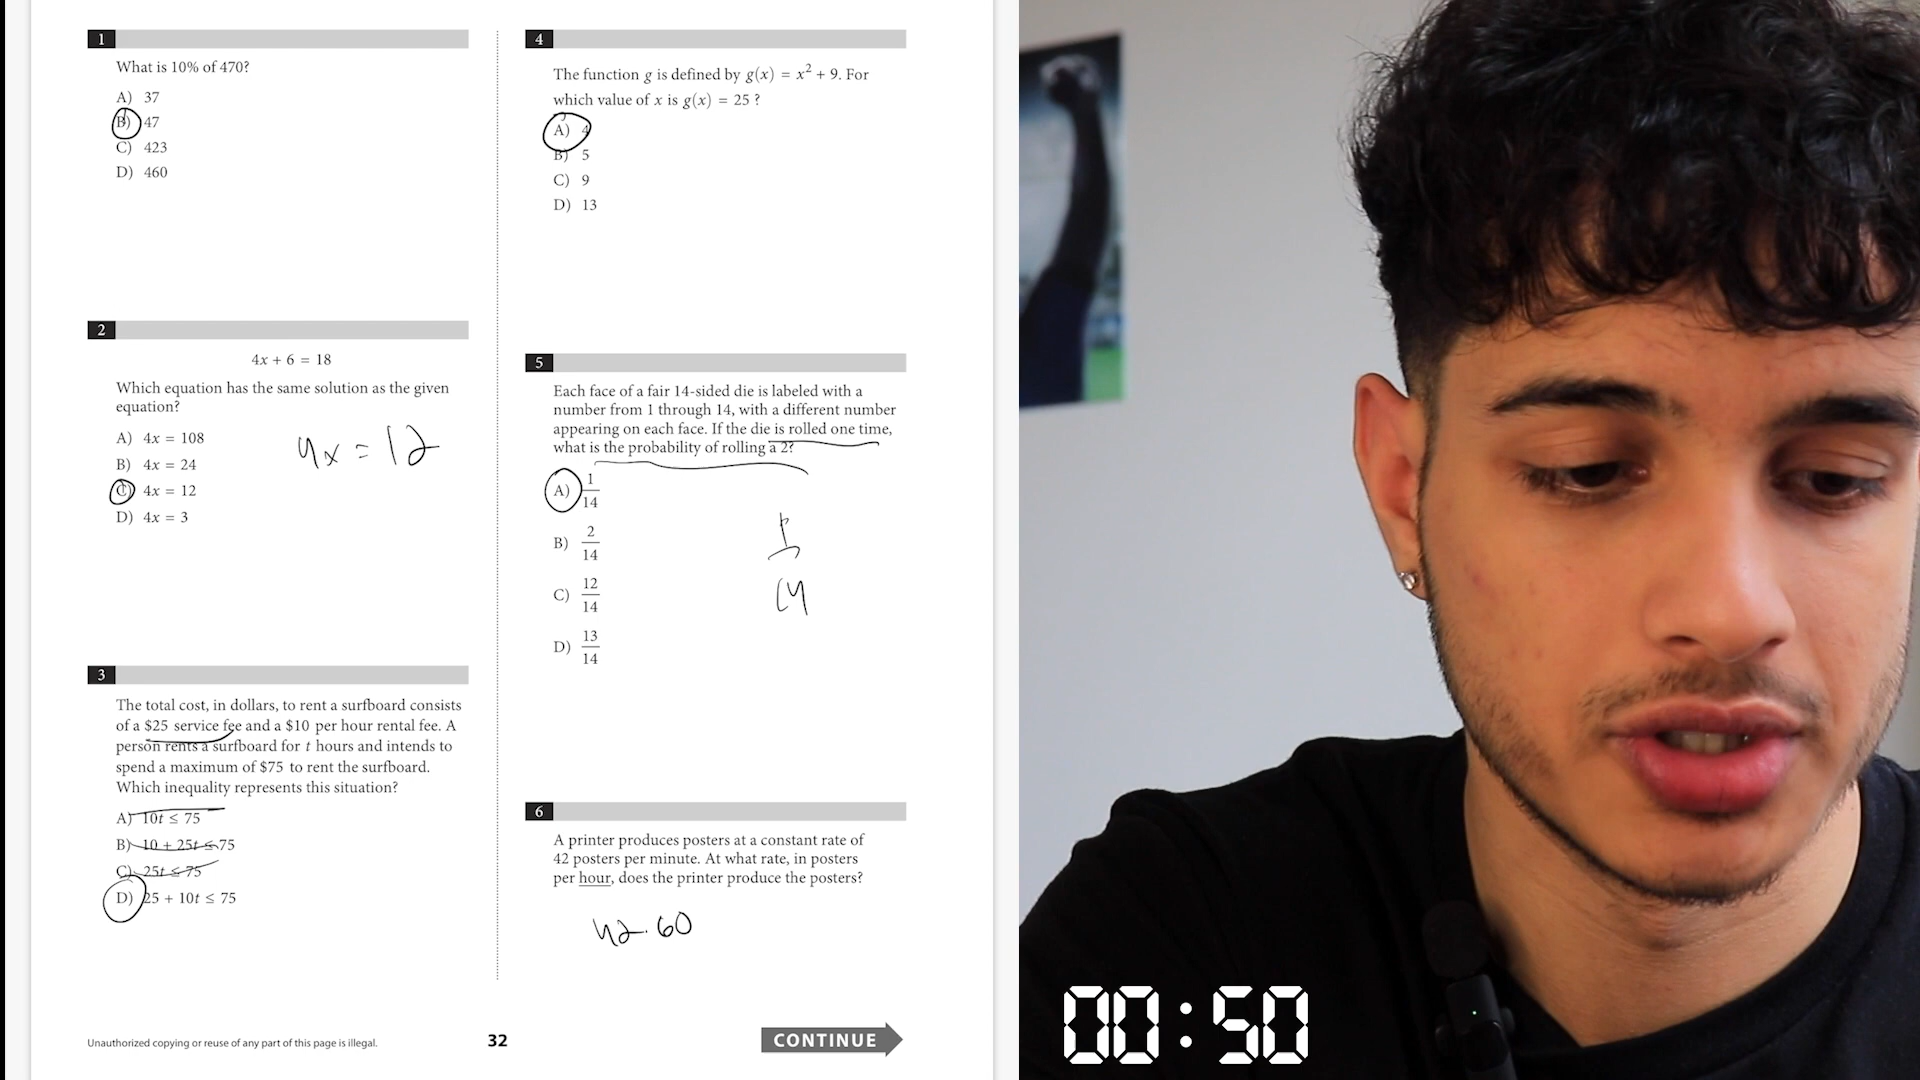 1
What is 10% of 470?
A) 37
B) 47
C) 423
D) 460
2
4x + 6 = 18
Which equation has the same solution as the given
equation?
A) 4x = 108
B) 4x = 24
C) 4x = 12
D) 4x = 3
4x = 12
3
The total cost, in dollars, to rent a surfboard consists
of a $25 service fee and a $10 per hour rental fee. A
person rents a surfboard for t hours and intends to
spend a maximum of $75 to rent the surfboard.
Which inequality represents this situation?
A) 10t ≤ 75
B) 10 + 25t ≤ 75
C) 25t ≤ 75
D) 25 + 10t ≤ 75
4
The function g is defined by g(x) = x² + 9. For
which value of x is g(x) = 25 ?
A) 4
B) 5
C) 9
D) 13
5
Each face of a fair 14-sided die is labeled with a
number from 1 through 14, with a different number
appearing on each face. If the die is rolled one time,
what is the probability of rolling a 2?
A) 1/14
B) 2/14
C) 12/14
D) 13/14
1
14
6
A printer produces posters at a constant rate of
42 posters per minute. At what rate, in posters
per hour, does the printer produce the posters?
42·60
Unauthorized copying or reuse of any part of this page is illegal.
32
CONTINUE
00:50